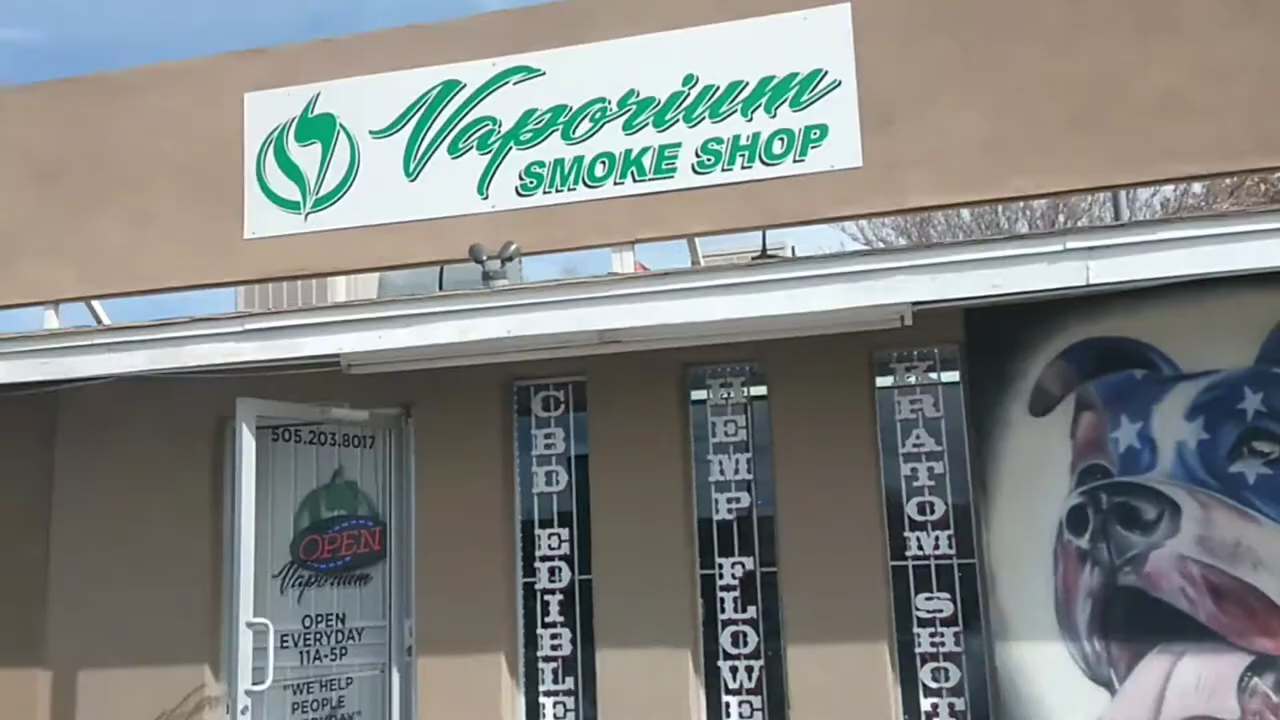 Vaporium
SMOKE SHOP
505.203.8017
OPEN
Vaporium
OPEN
EVERYDAY
11A-5P
"WE HELP
PEOPLE
CBD EDIBLE
HEMP FLOWE
KRATOM SHOT